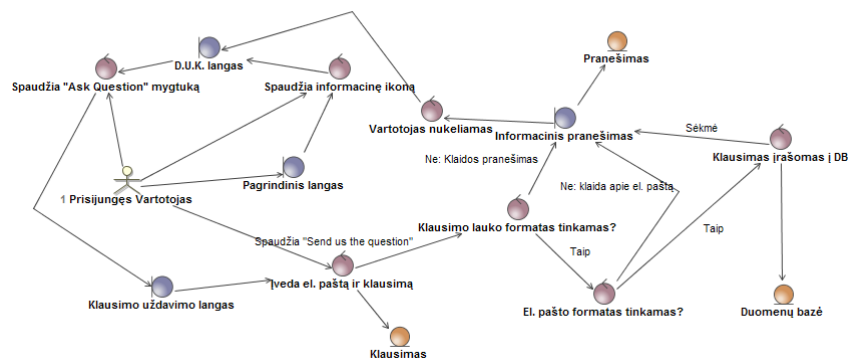 Pranešimas
D.U.K. langas
Spaudžia "Ask Question" mygtuką
Spaudžia informacinę ikoną
Vartotojas nukeliamas
Informacinis pranešimas
Sėkmė
Klausimas įrašomas į DB
Ne: Klaidos pranešimas
Pagrindinis langas
Ne: klaida apie el. paštą
1 Prisijungęs Vartotojas
Klausimo lauko formatas tinkamas?
Taip
Spaudžia "Send us the question"
Taip
Įveda el. paštą ir klausimą
Klausimo uždavimo langas
El. pašto formatas tinkamas?
Duomenų bazė
Klausimas